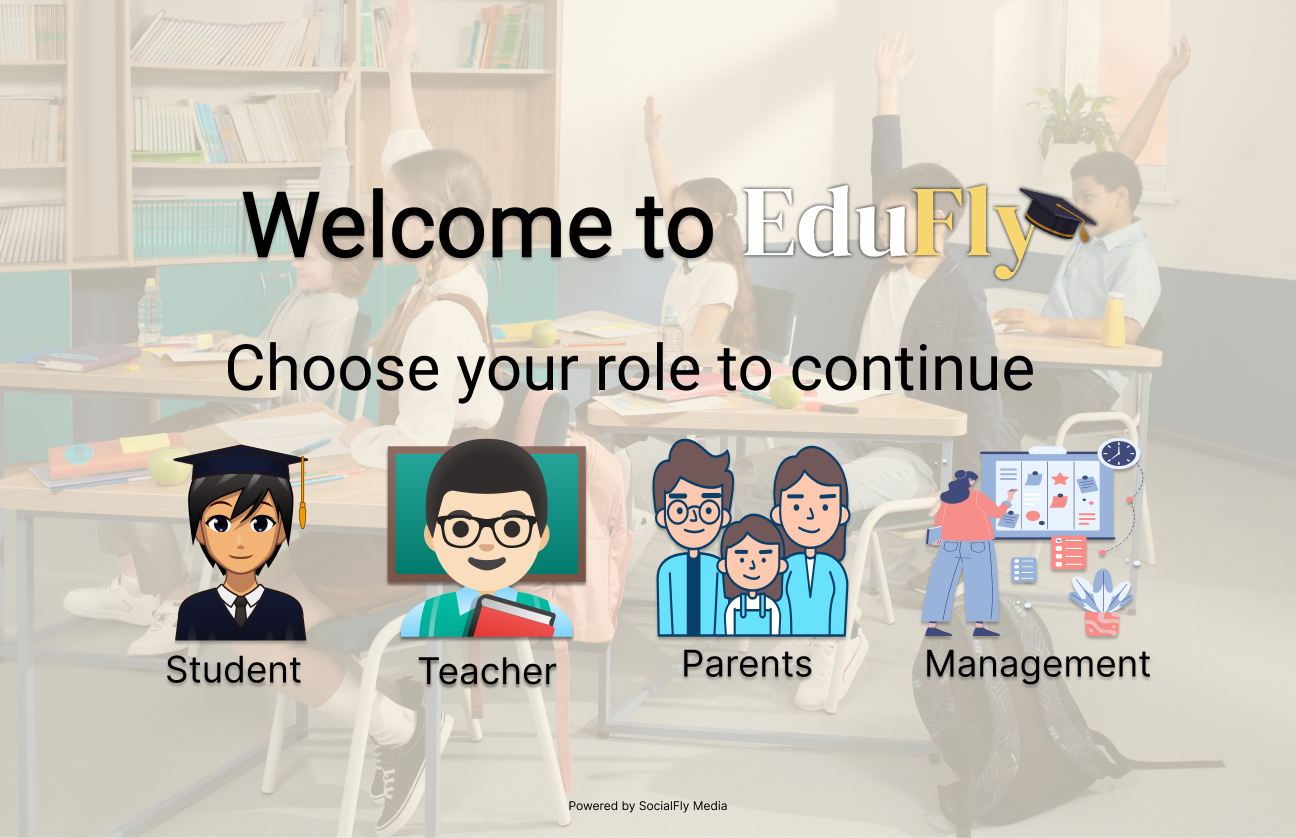 Welcome to EduFly
Choose your role to continue
Student
Teacher
Parents
Management
Powered by SocialFly Media